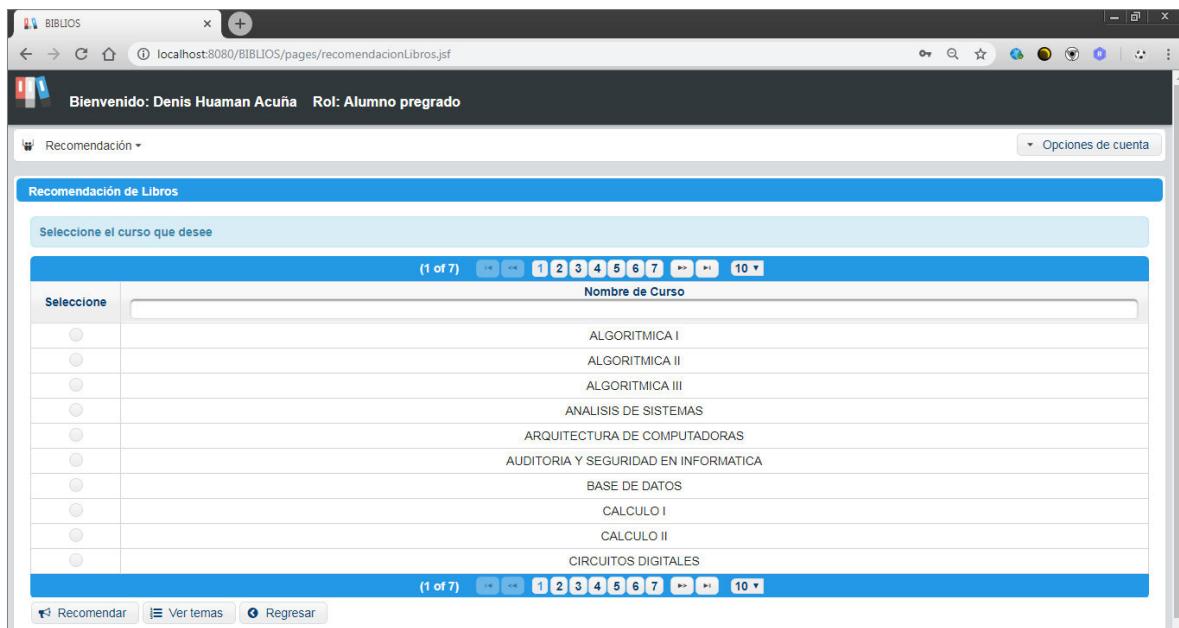 BIBLIOS
localhost:8080/BIBLIOS/pages/recomendacionLibros.jsf
Bienvenido: Denis Huaman Acuña Rol: Alumno pregrado
Recomendación
Opciones de cuenta
Recomendación de Libros
Seleccione el curso que desee
(1 of 7) 1 2 3 4 5 6 7 10
Seleccione
Nombre de Curso
ALGORITMICA I
ALGORITMICA II
ALGORITMICA III
ANALISIS DE SISTEMAS
ARQUITECTURA DE COMPUTADORAS
AUDITORIA Y SEGURIDAD EN INFORMATICA
BASE DE DATOS
CALCULO I
CALCULO II
CIRCUITOS DIGITALES
(1 of 7) 1 2 3 4 5 6 7 10
Recomendar Ver temas Regresar